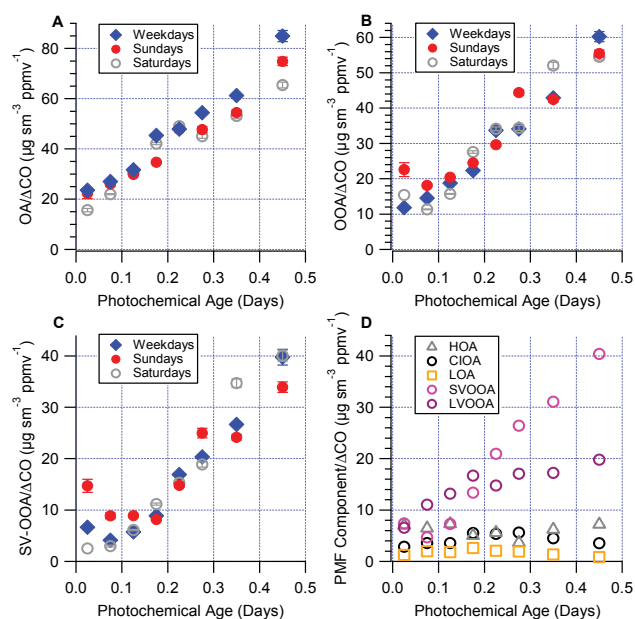 A
Weekdays
Sundays
Saturdays
OA/ΔCO (µg sm⁻³ ppmv⁻¹)
80
60
40
20
0
0.0 0.1 0.2 0.3 0.4 0.5
Photochemical Age (Days)
B
Weekdays
Sundays
Saturdays
OOA/ΔCO (µg sm⁻³ ppmv⁻¹)
60
50
40
30
20
10
0
0.0 0.1 0.2 0.3 0.4 0.5
Photochemical Age (Days)
C
Weekdays
Sundays
Saturdays
SV-OOA/ΔCO (µg sm⁻³ ppmv⁻¹)
40
30
20
10
0
0.0 0.1 0.2 0.3 0.4 0.5
Photochemical Age (Days)
D
HOA
CIOA
LOA
SVOOA
LVOOA
PMF Component/ΔCO (µg sm⁻³ ppmv⁻¹)
40
30
20
10
0
0.0 0.1 0.2 0.3 0.4 0.5
Photochemical Age (Days)